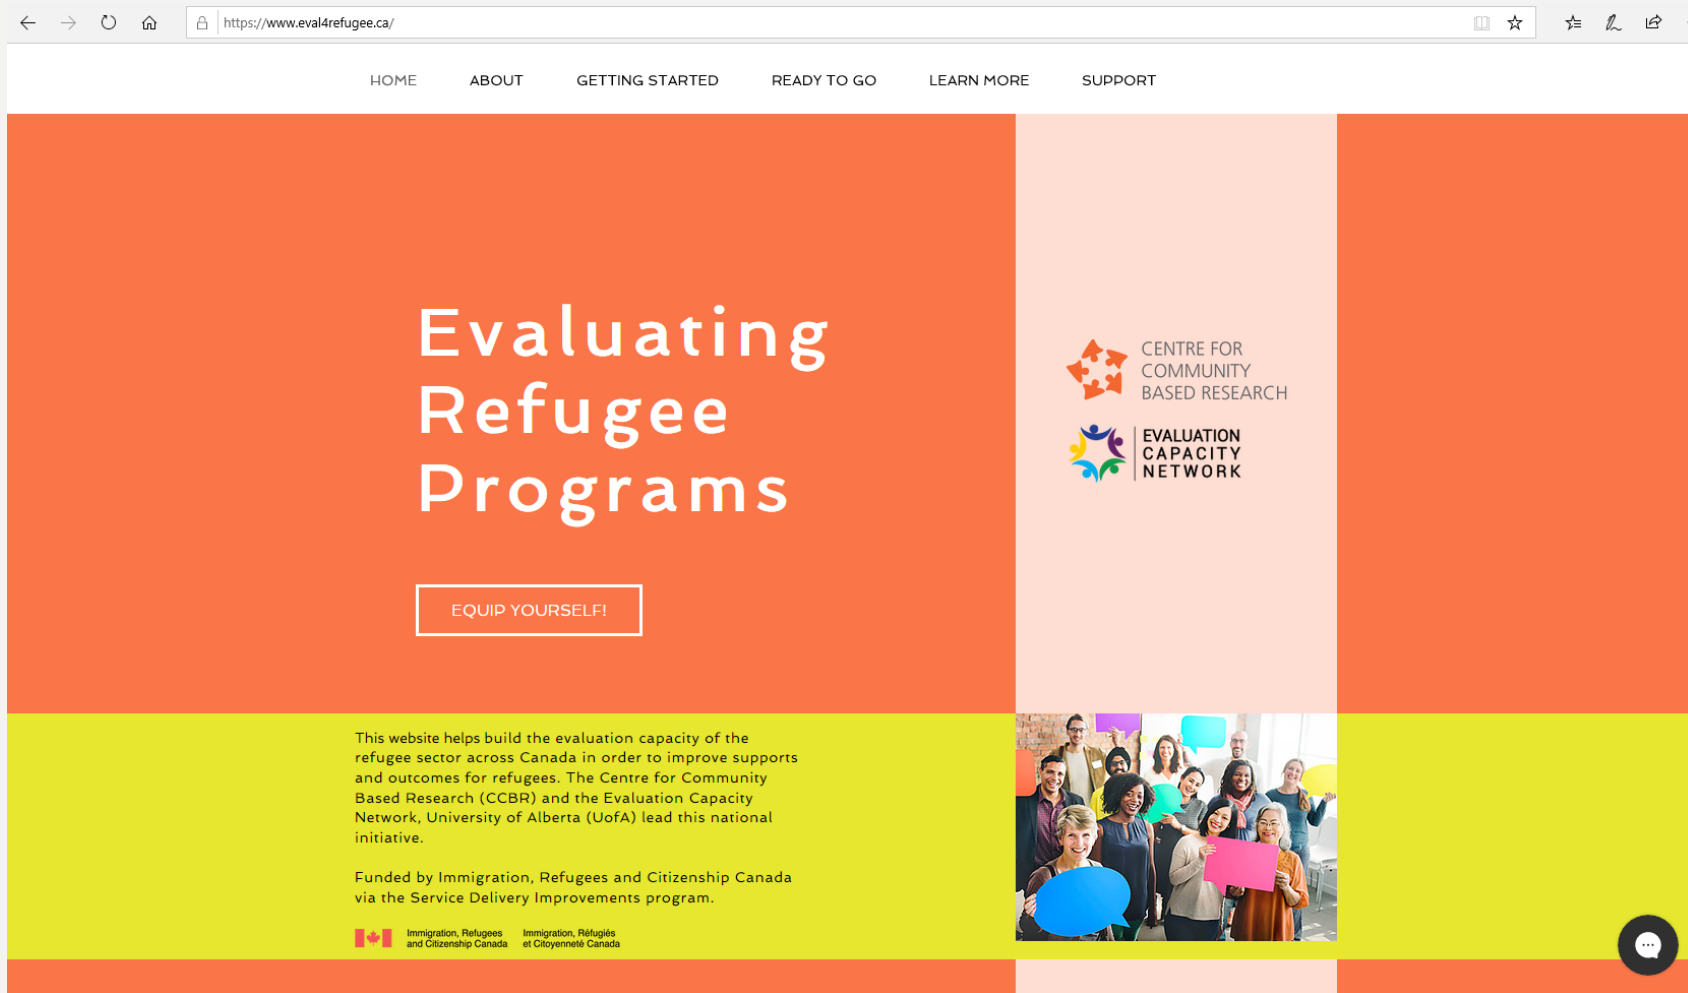 https://www.eval4refugee.ca/
HOME ABOUT GETTING STARTED READY TO GO LEARN MORE SUPPORT
Evaluating
Refugee
Programs
EQUIP YOURSELF!
CENTRE FOR
COMMUNITY
BASED RESEARCH
EVALUATION
CAPACITY
NETWORK
This website helps build the evaluation capacity of the
refugee sector across Canada in order to improve supports
and outcomes for refugees. The Centre for Community
Based Research (CCBR) and the Evaluation Capacity
Network, University of Alberta (UofA) lead this national
initiative.
Funded by Immigration, Refugees and Citizenship Canada
via the Service Delivery Improvements program.
Immigration, Refugees
and Citizenship Canada
Immigration, Réfugiés
et Citoyenneté Canada